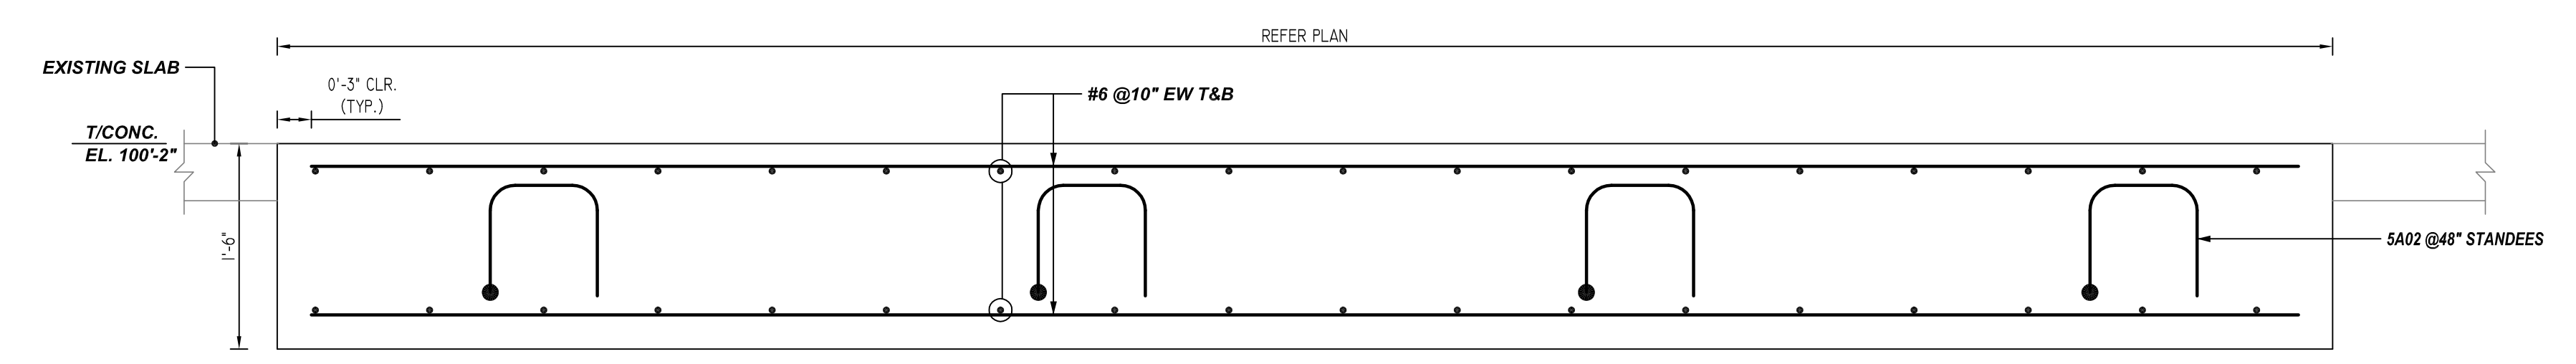 REFER PLAN
EXISTING SLAB
0'-3" CLR.
(TYP.)
#6 @10" EW T&B
T/CONC.
EL. 100'-2"
1'-6"
5A02 @48" STANDEES